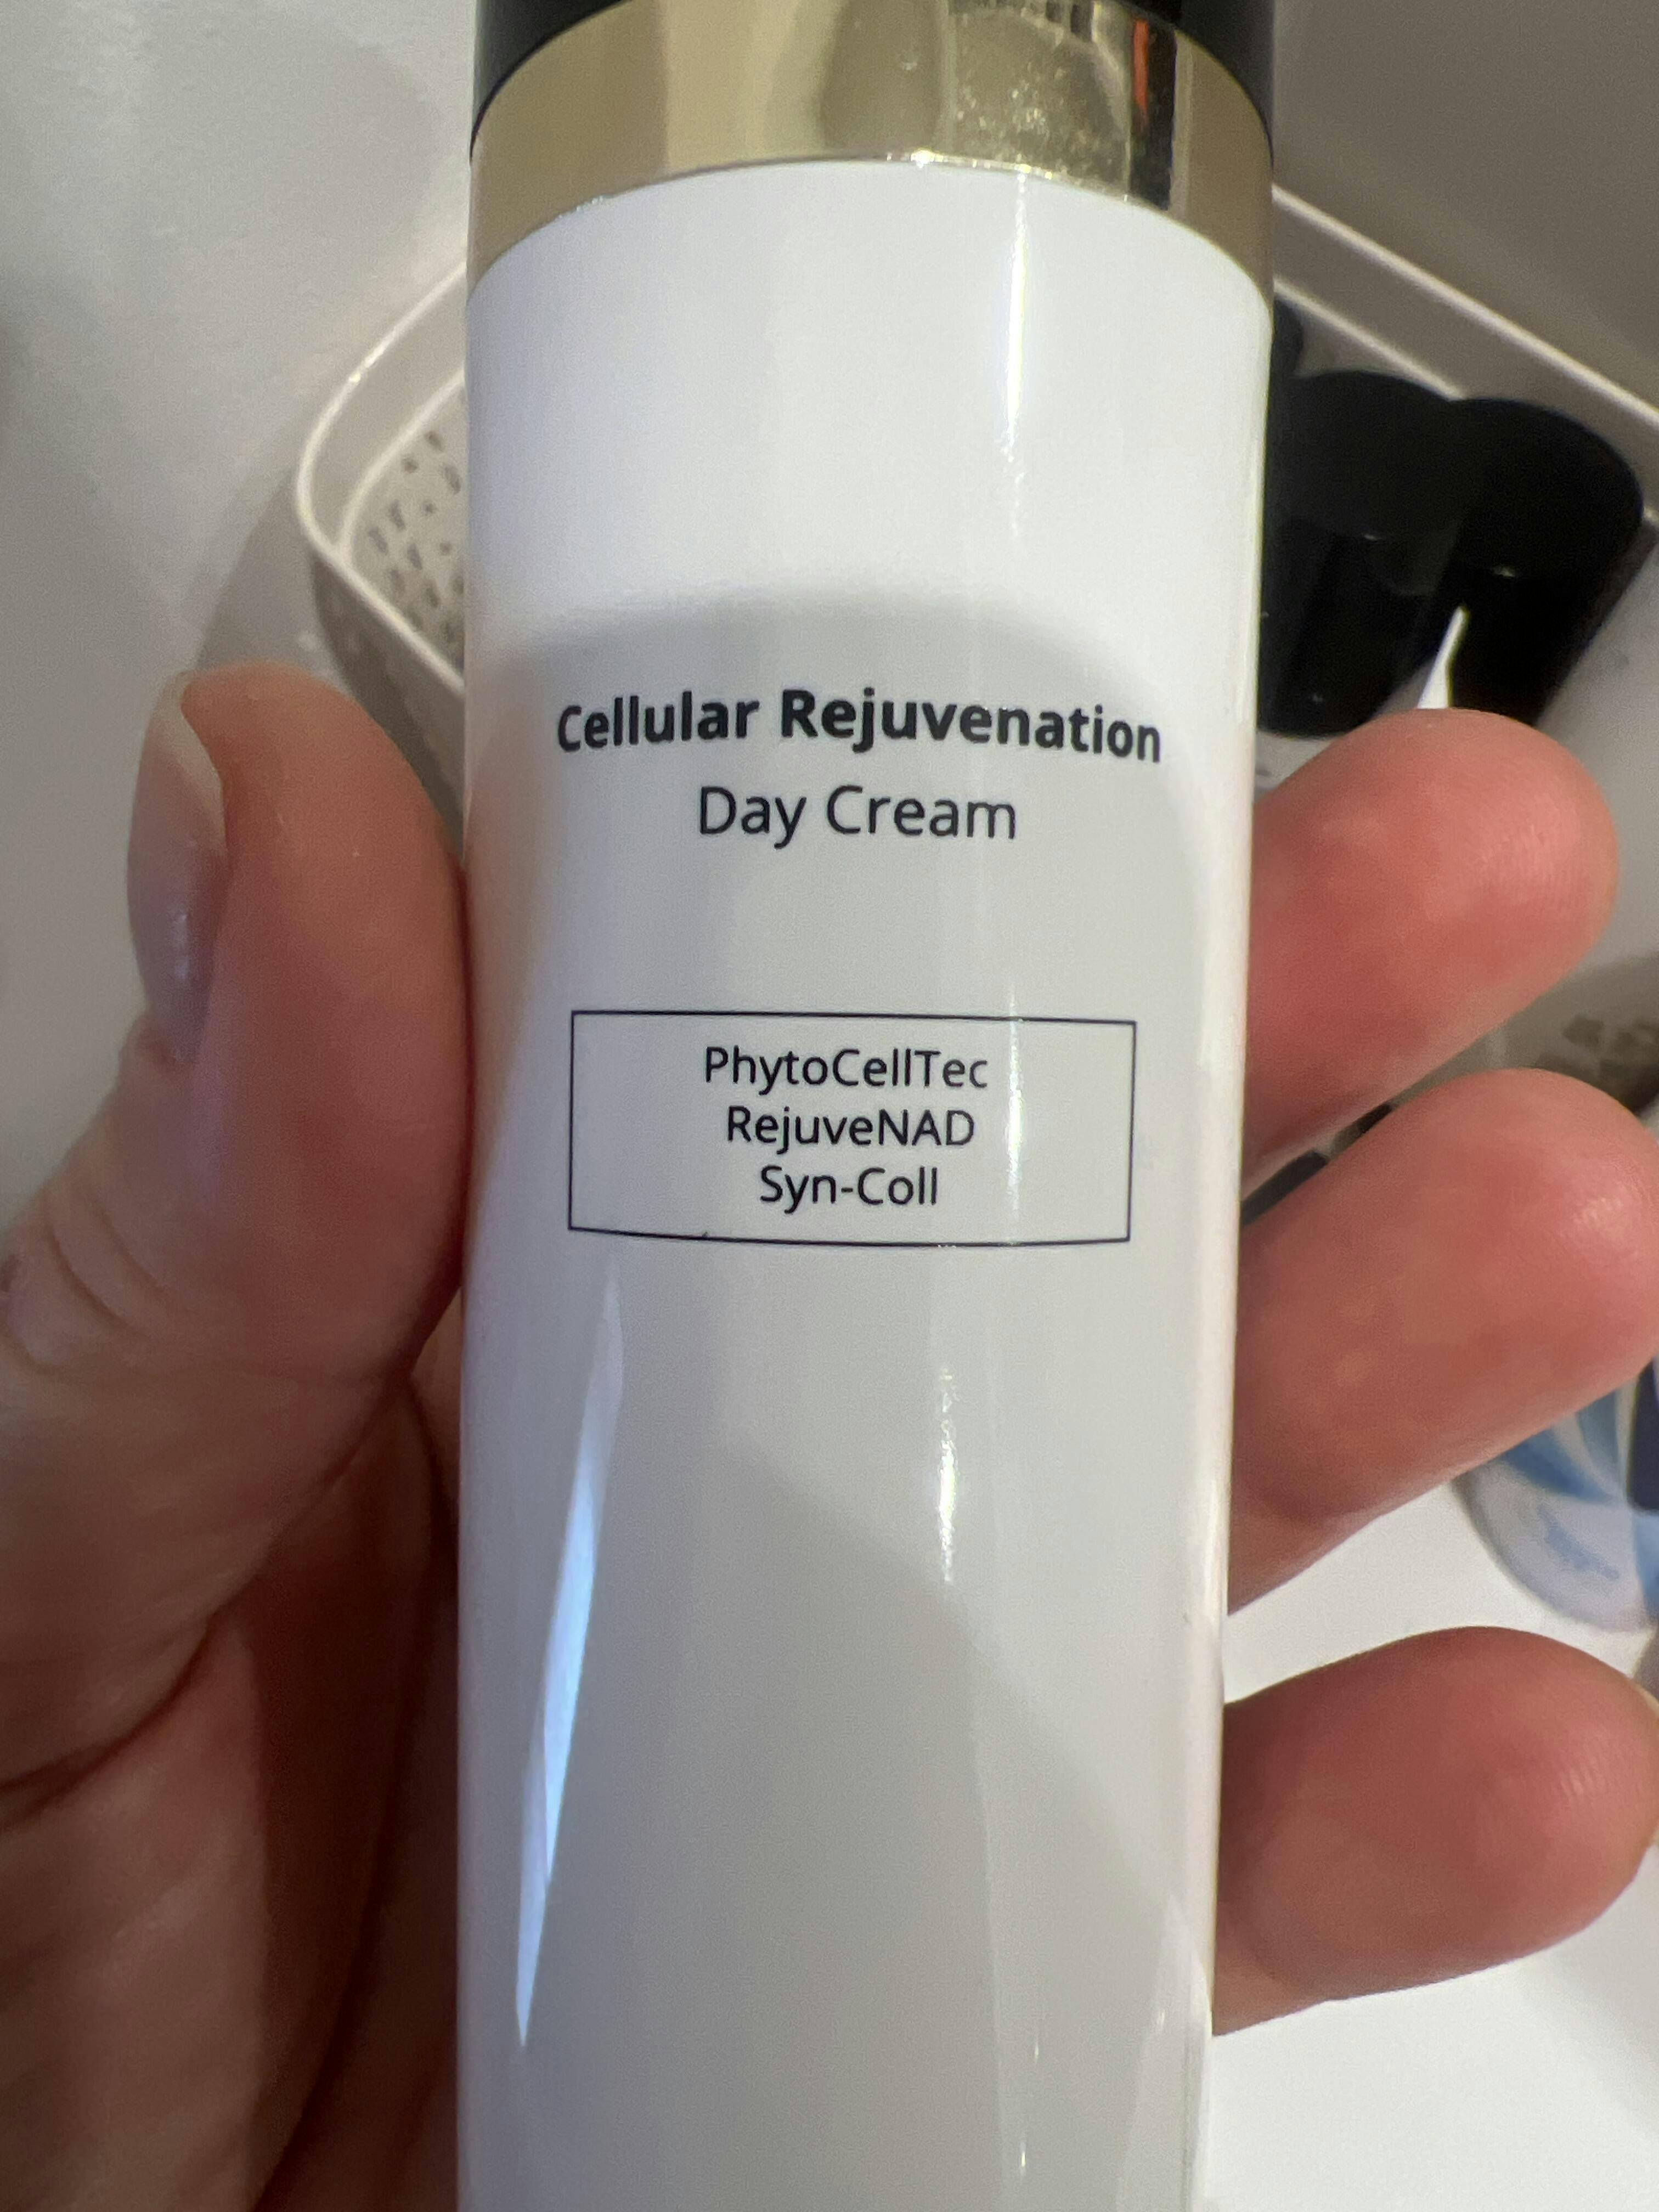 Cellular Rejuvenation
Day Cream
PhytoCellTec
RejuveNAD
Syn-Coll